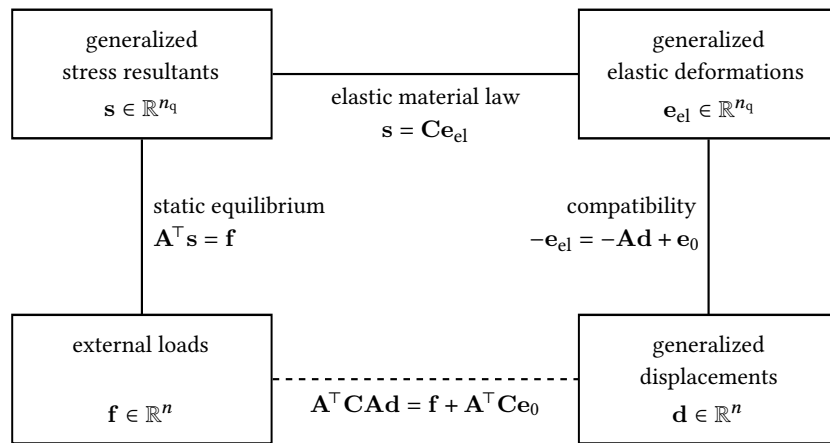 generalized
stress resultants
𝐬 ∈ ℝ^{n_q}
generalized
elastic deformations
𝐞_el ∈ ℝ^{n_q}
elastic material law
𝐬 = 𝐂𝐞_el
static equilibrium
𝐀^⊤𝐬 = 𝐟
compatibility
−𝐞_el = −𝐀𝐝 + 𝐞_0
external loads
𝐟 ∈ ℝ^n
generalized
displacements
𝐝 ∈ ℝ^n
𝐀^⊤𝐂𝐀𝐝 = 𝐟 + 𝐀^⊤𝐂𝐞_0